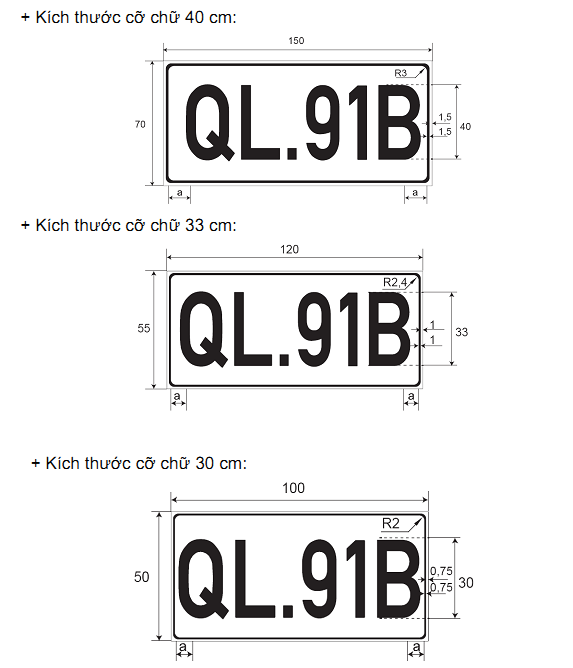 + Kích thước cỡ chữ 40 cm:
150
R3
70
QL.91B
1,5
1,5
40
a
a
+ Kích thước cỡ chữ 33 cm:
120
R2,4
55
QL.91B
1
1
33
a
a
+ Kích thước cỡ chữ 30 cm:
100
R2
50
QL.91B
0,75
0,75
30
a
a